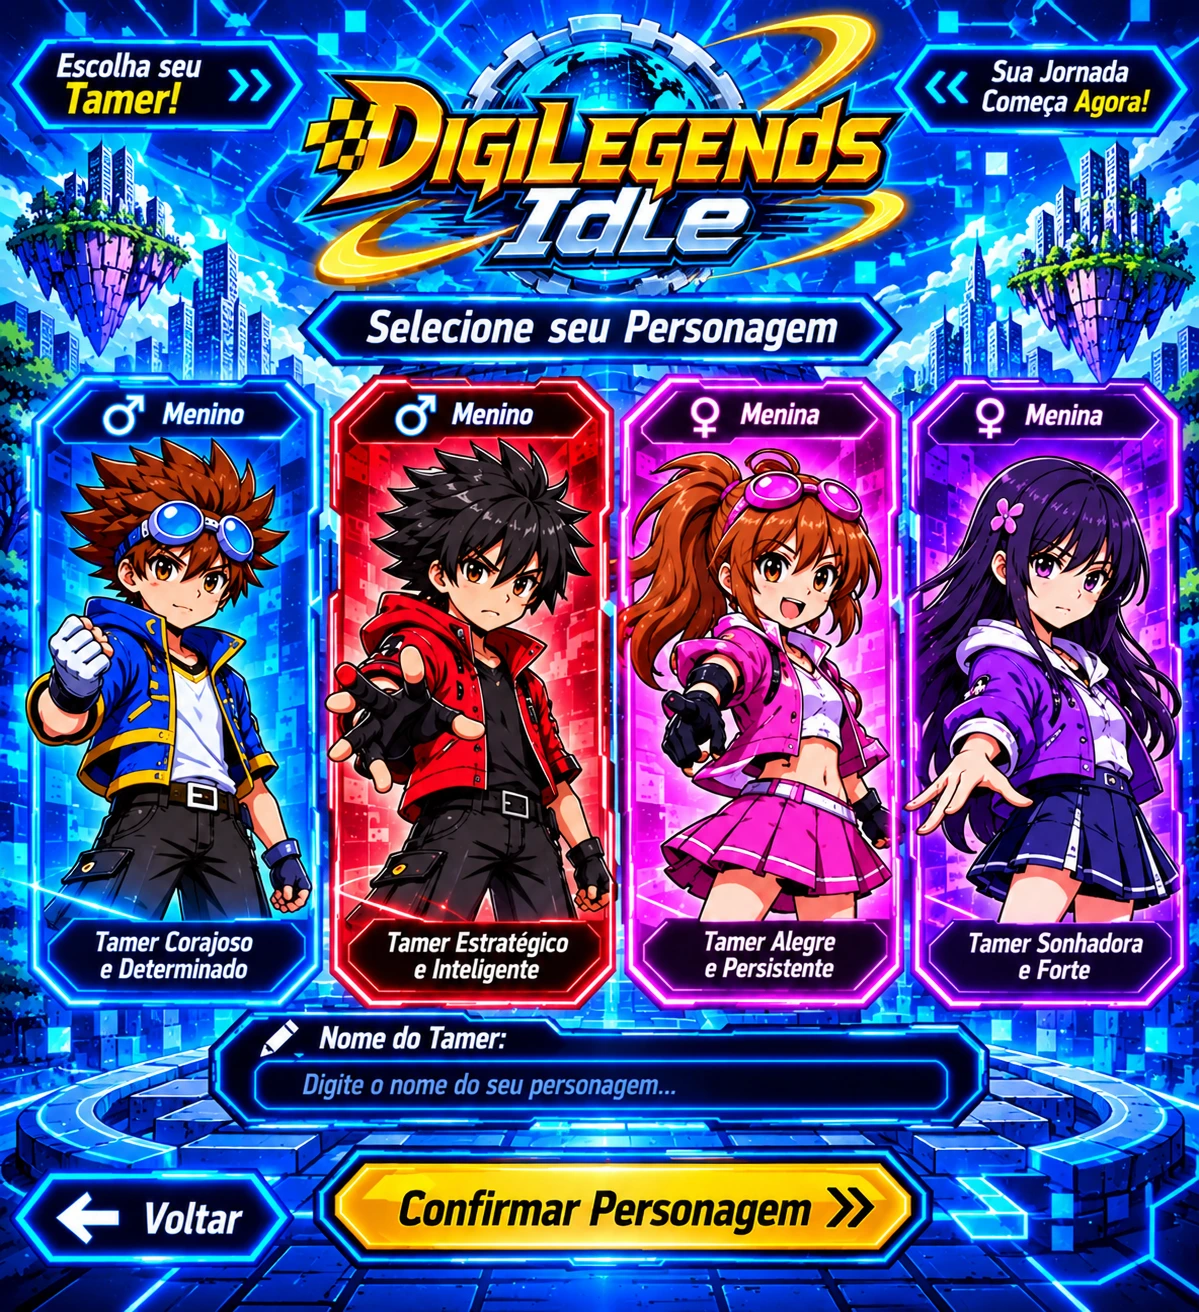 Escolha seu
Tamer!
Sua Jornada
Começa Agora!
DIGILEGENDS
Idle
Selecione seu Personagem
Menino
Menino
Menina
Menina
Tamer Corajoso
e Determinado
Tamer Estratégico
e Inteligente
Tamer Alegre
e Persistente
Tamer Sonhadora
e Forte
Nome do Tamer:
Digite o nome do seu personagem...
Voltar
Confirmar Personagem